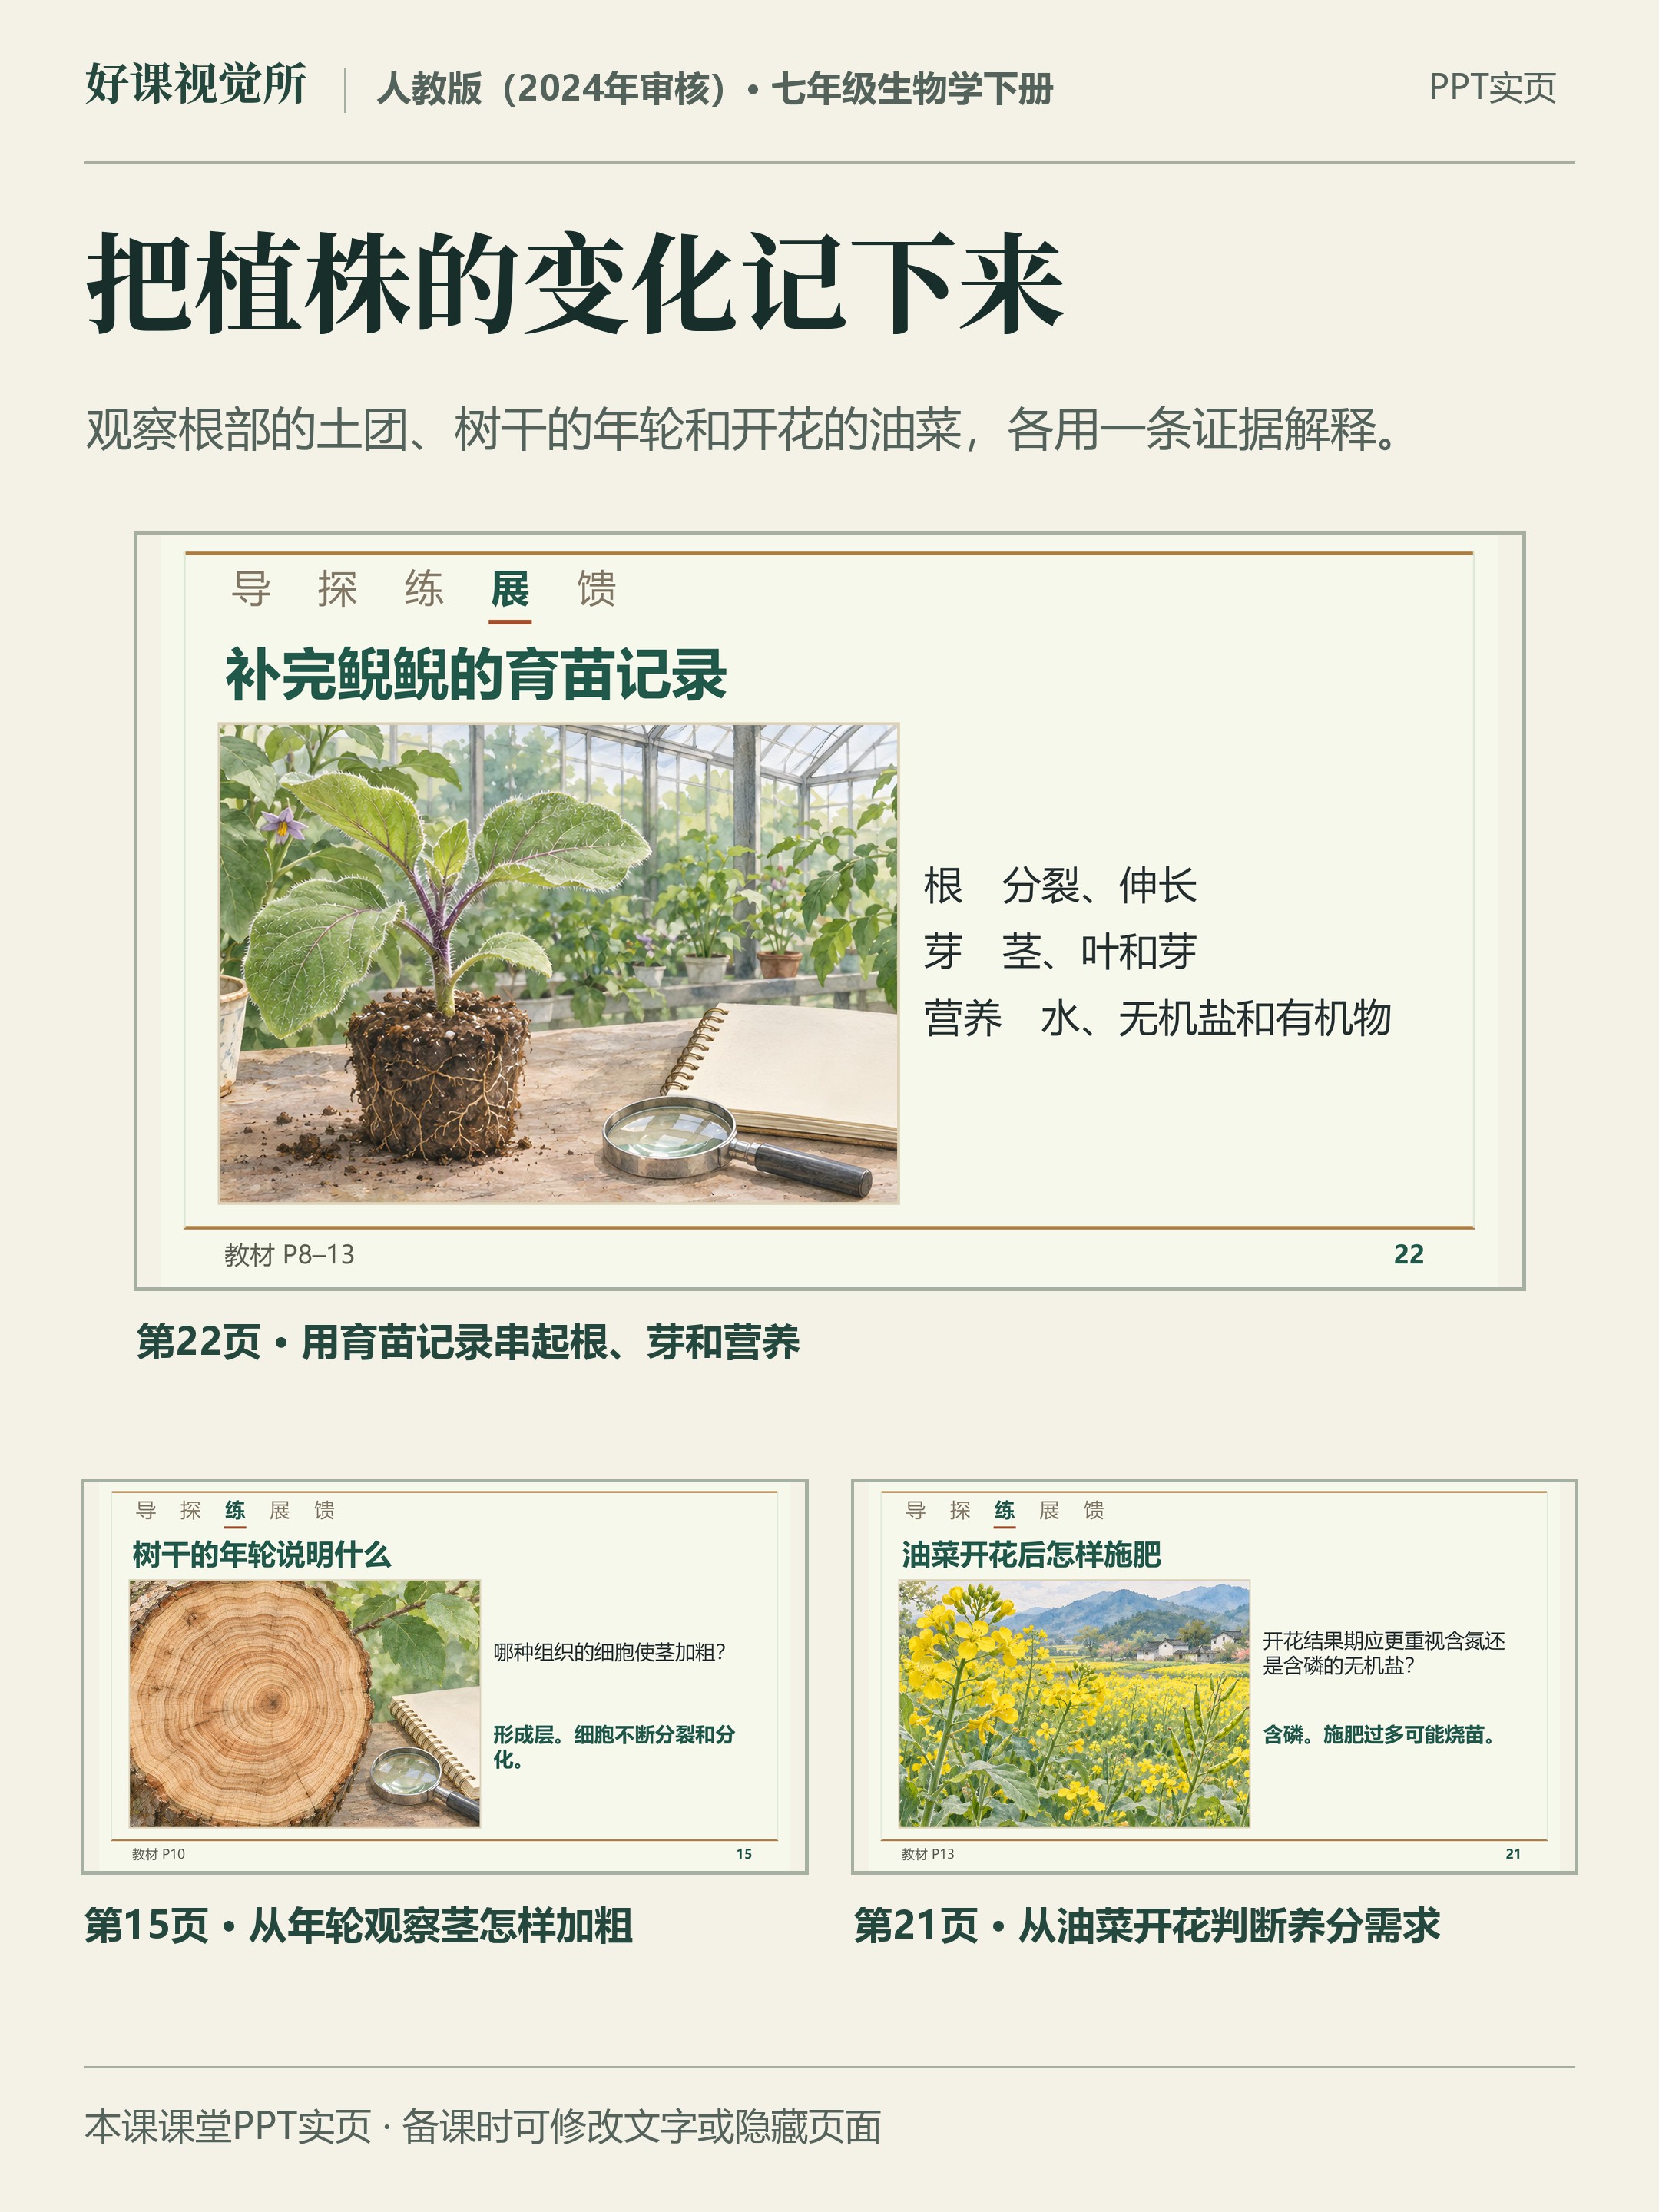 好课视觉所
人教版（2024年审核）• 七年级生物学下册
PPT实页
把植株的变化记下来
观察根部的土团、树干的年轮和开花的油菜，各用一条证据解释。
导 探 练 展 馈
补完鲵鲵的育苗记录
根 分裂、伸长
芽 茎、叶和芽
营养 水、无机盐和有机物
教材 P8–13
22
第22页 • 用育苗记录串起根、芽和营养
导 探 练 展 馈
树干的年轮说明什么
哪种组织的细胞使茎加粗？
形成层。细胞不断分裂和分
化。
教材 P10
15
第15页 • 从年轮观察茎怎样加粗
导 探 练 展 馈
油菜开花后怎样施肥
开花结果期应更重视含氮还
是含磷的无机盐？
含磷。施肥过多可能烧苗。
教材 P13
21
第21页 • 从油菜开花判断养分需求
本课课堂PPT实页 · 备课时可修改文字或隐藏页面